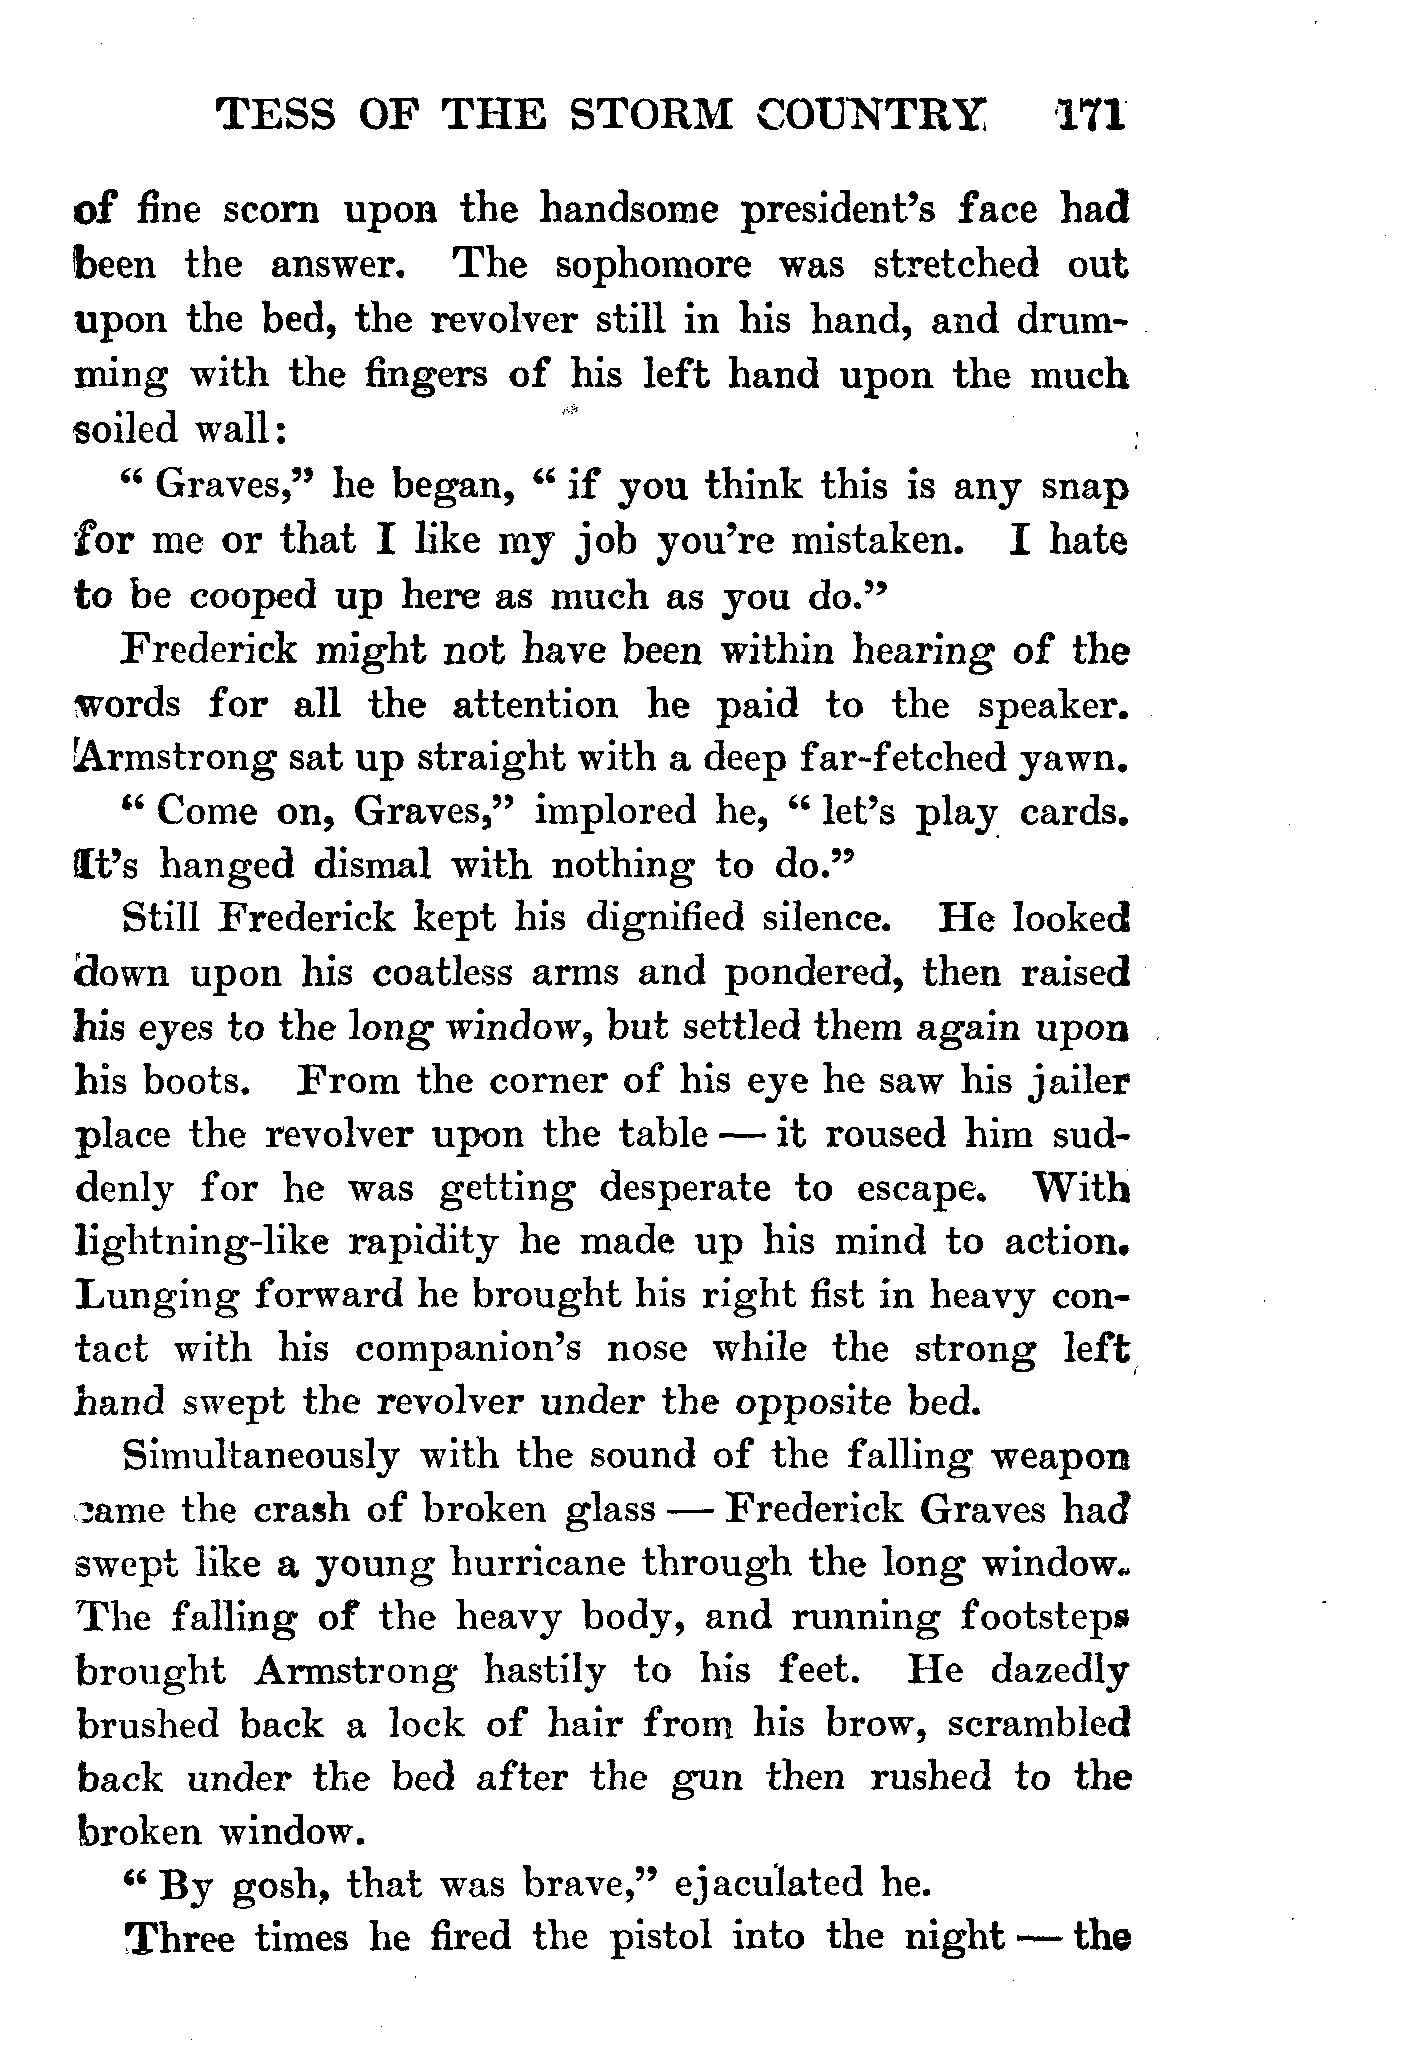 TESS OF THE STORM COUNTRY 171
of fine scorn upon the handsome president's face had
been the answer. The sophomore was stretched out
upon the bed, the revolver still in his hand, and drum-
ming with the fingers of his left hand upon the much
soiled wall:
" Graves," he began, " if you think this is any snap
for me or that I like my job you're mistaken. I hate
to be cooped up here as much as you do."
Frederick might not have been within hearing of the
words for all the attention he paid to the speaker.
Armstrong sat up straight with a deep far-fetched yawn.
" Come on, Graves," implored he, " let's play cards.
It's hanged dismal with nothing to do."
Still Frederick kept his dignified silence. He looked
down upon his coatless arms and pondered, then raised
his eyes to the long window, but settled them again upon
his boots. From the corner of his eye he saw his jailer
place the revolver upon the table — it roused him sud-
denly for he was getting desperate to escape. With
lightning-like rapidity he made up his mind to action.
Lunging forward he brought his right fist in heavy con-
tact with his companion's nose while the strong left
hand swept the revolver under the opposite bed.
Simultaneously with the sound of the falling weapon
came the crash of broken glass — Frederick Graves had
swept like a young hurricane through the long window.
The falling of the heavy body, and running footsteps
brought Armstrong hastily to his feet. He dazedly
brushed back a lock of hair from his brow, scrambled
back under the bed after the gun then rushed to the
broken window.
" By gosh, that was brave," ejaculated he.
Three times he fired the pistol into the night — the